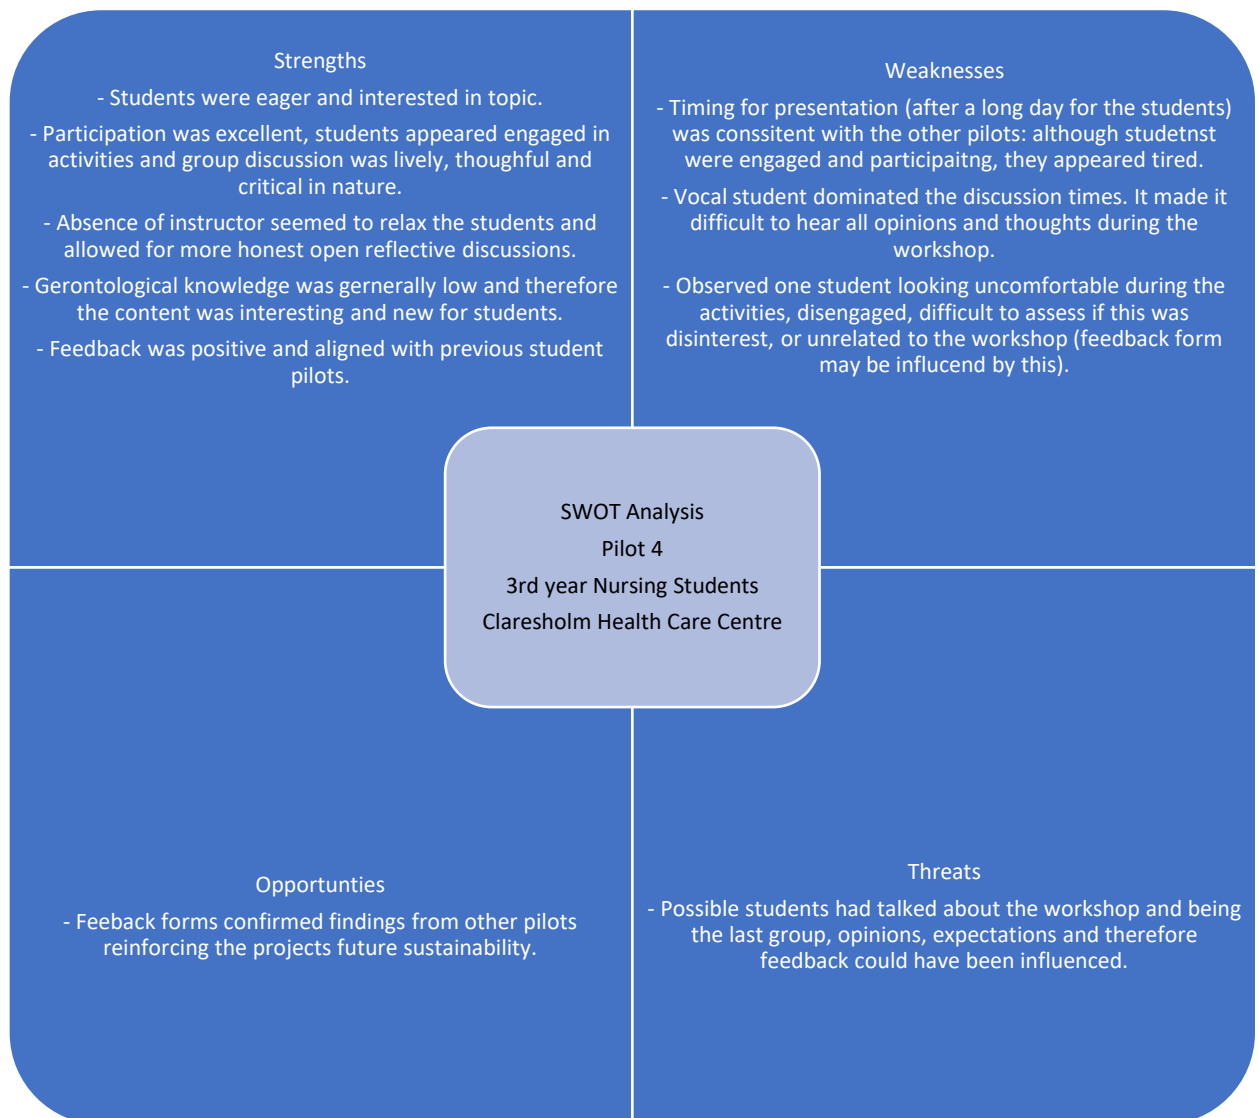 Strengths
- Students were eager and interested in topic.
- Participation was excellent, students appeared engaged in
activities and group discussion was lively, thoughful and
critical in nature.
- Absence of instructor seemed to relax the students and
allowed for more honest open reflective discussions.
- Gerontological knowledge was gernerally low and therefore
the content was interesting and new for students.
- Feedback was positive and aligned with previous student
pilots.
Weaknesses
- Timing for presentation (after a long day for the students)
was conssitent with the other pilots: although studetnst
were engaged and participaitng, they appeared tired.
- Vocal student dominated the discussion times. It made it
difficult to hear all opinions and thoughts during the
workshop.
- Observed one student looking uncomfortable during the
activities, disengaged, difficult to assess if this was
disinterest, or unrelated to the workshop (feedback form
may be influcend by this).
SWOT Analysis
Pilot 4
3rd year Nursing Students
Claresholm Health Care Centre
Opportunties
- Feeback forms confirmed findings from other pilots
reinforcing the projects future sustainability.
Threats
- Possible students had talked about the workshop and being
the last group, opinions, expectations and therefore
feedback could have been influenced.